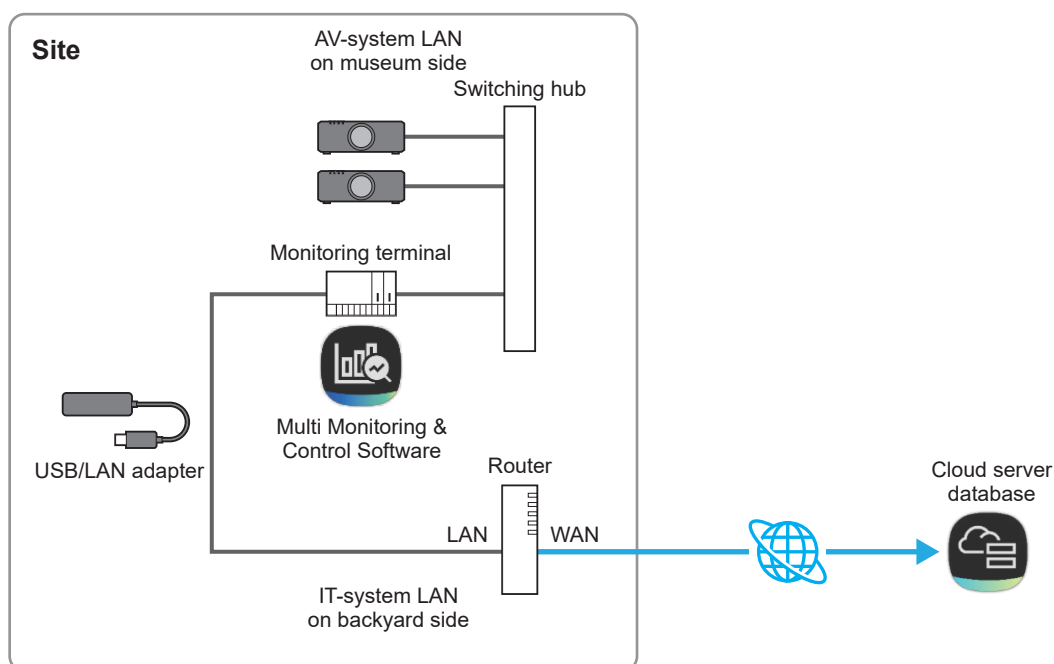 Site
AV-system LAN
on museum side
Switching hub
Monitoring terminal
Multi Monitoring &
Control Software
USB/LAN adapter
Router
LAN
WAN
Cloud server
database
IT-system LAN
on backyard side